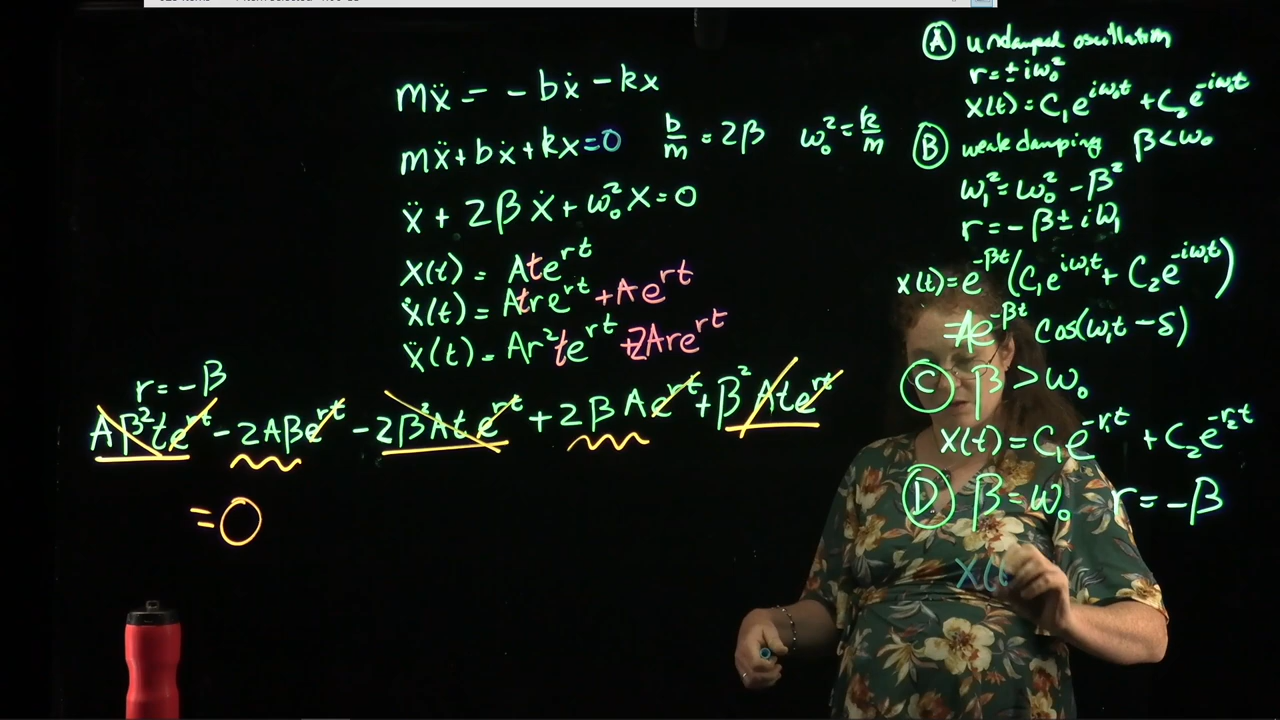 mẍ = - bẋ - kx
mẍ + bẋ + kx = 0    b/m = 2β    ω₀² = k/m
ẍ + 2βẋ + ω₀²x = 0
x(t) = Ate^{rt}
ẋ(t) = Atre^{rt} + Ae^{rt}
ẍ(t) = Ar²te^{rt} + 2Are^{rt}
r = -β
Aβ²te^{rt} - 2Aβe^{rt} - 2β²Ate^{rt} + 2βAe^{rt} + β²Ate^{rt}
= 0
Ⓐ undamped oscillation
r = ± iω₀²
x(t) = C₁e^{iω₀t} + C₂e^{-iω₀t}
Ⓑ weak damping β < ω₀
ω₁² = ω₀² - β²
r = -β ± iω₁
x(t) = e^{-βt}(C₁e^{iω₁t} + C₂e^{-iω₁t})
= Ae^{-βt} cos(ω₁t - δ)
Ⓒ β > ω₀
x(t) = C₁e^{-r₁t} + C₂e^{-r₂t}
Ⓓ β = ω₀    r = -β
x(t